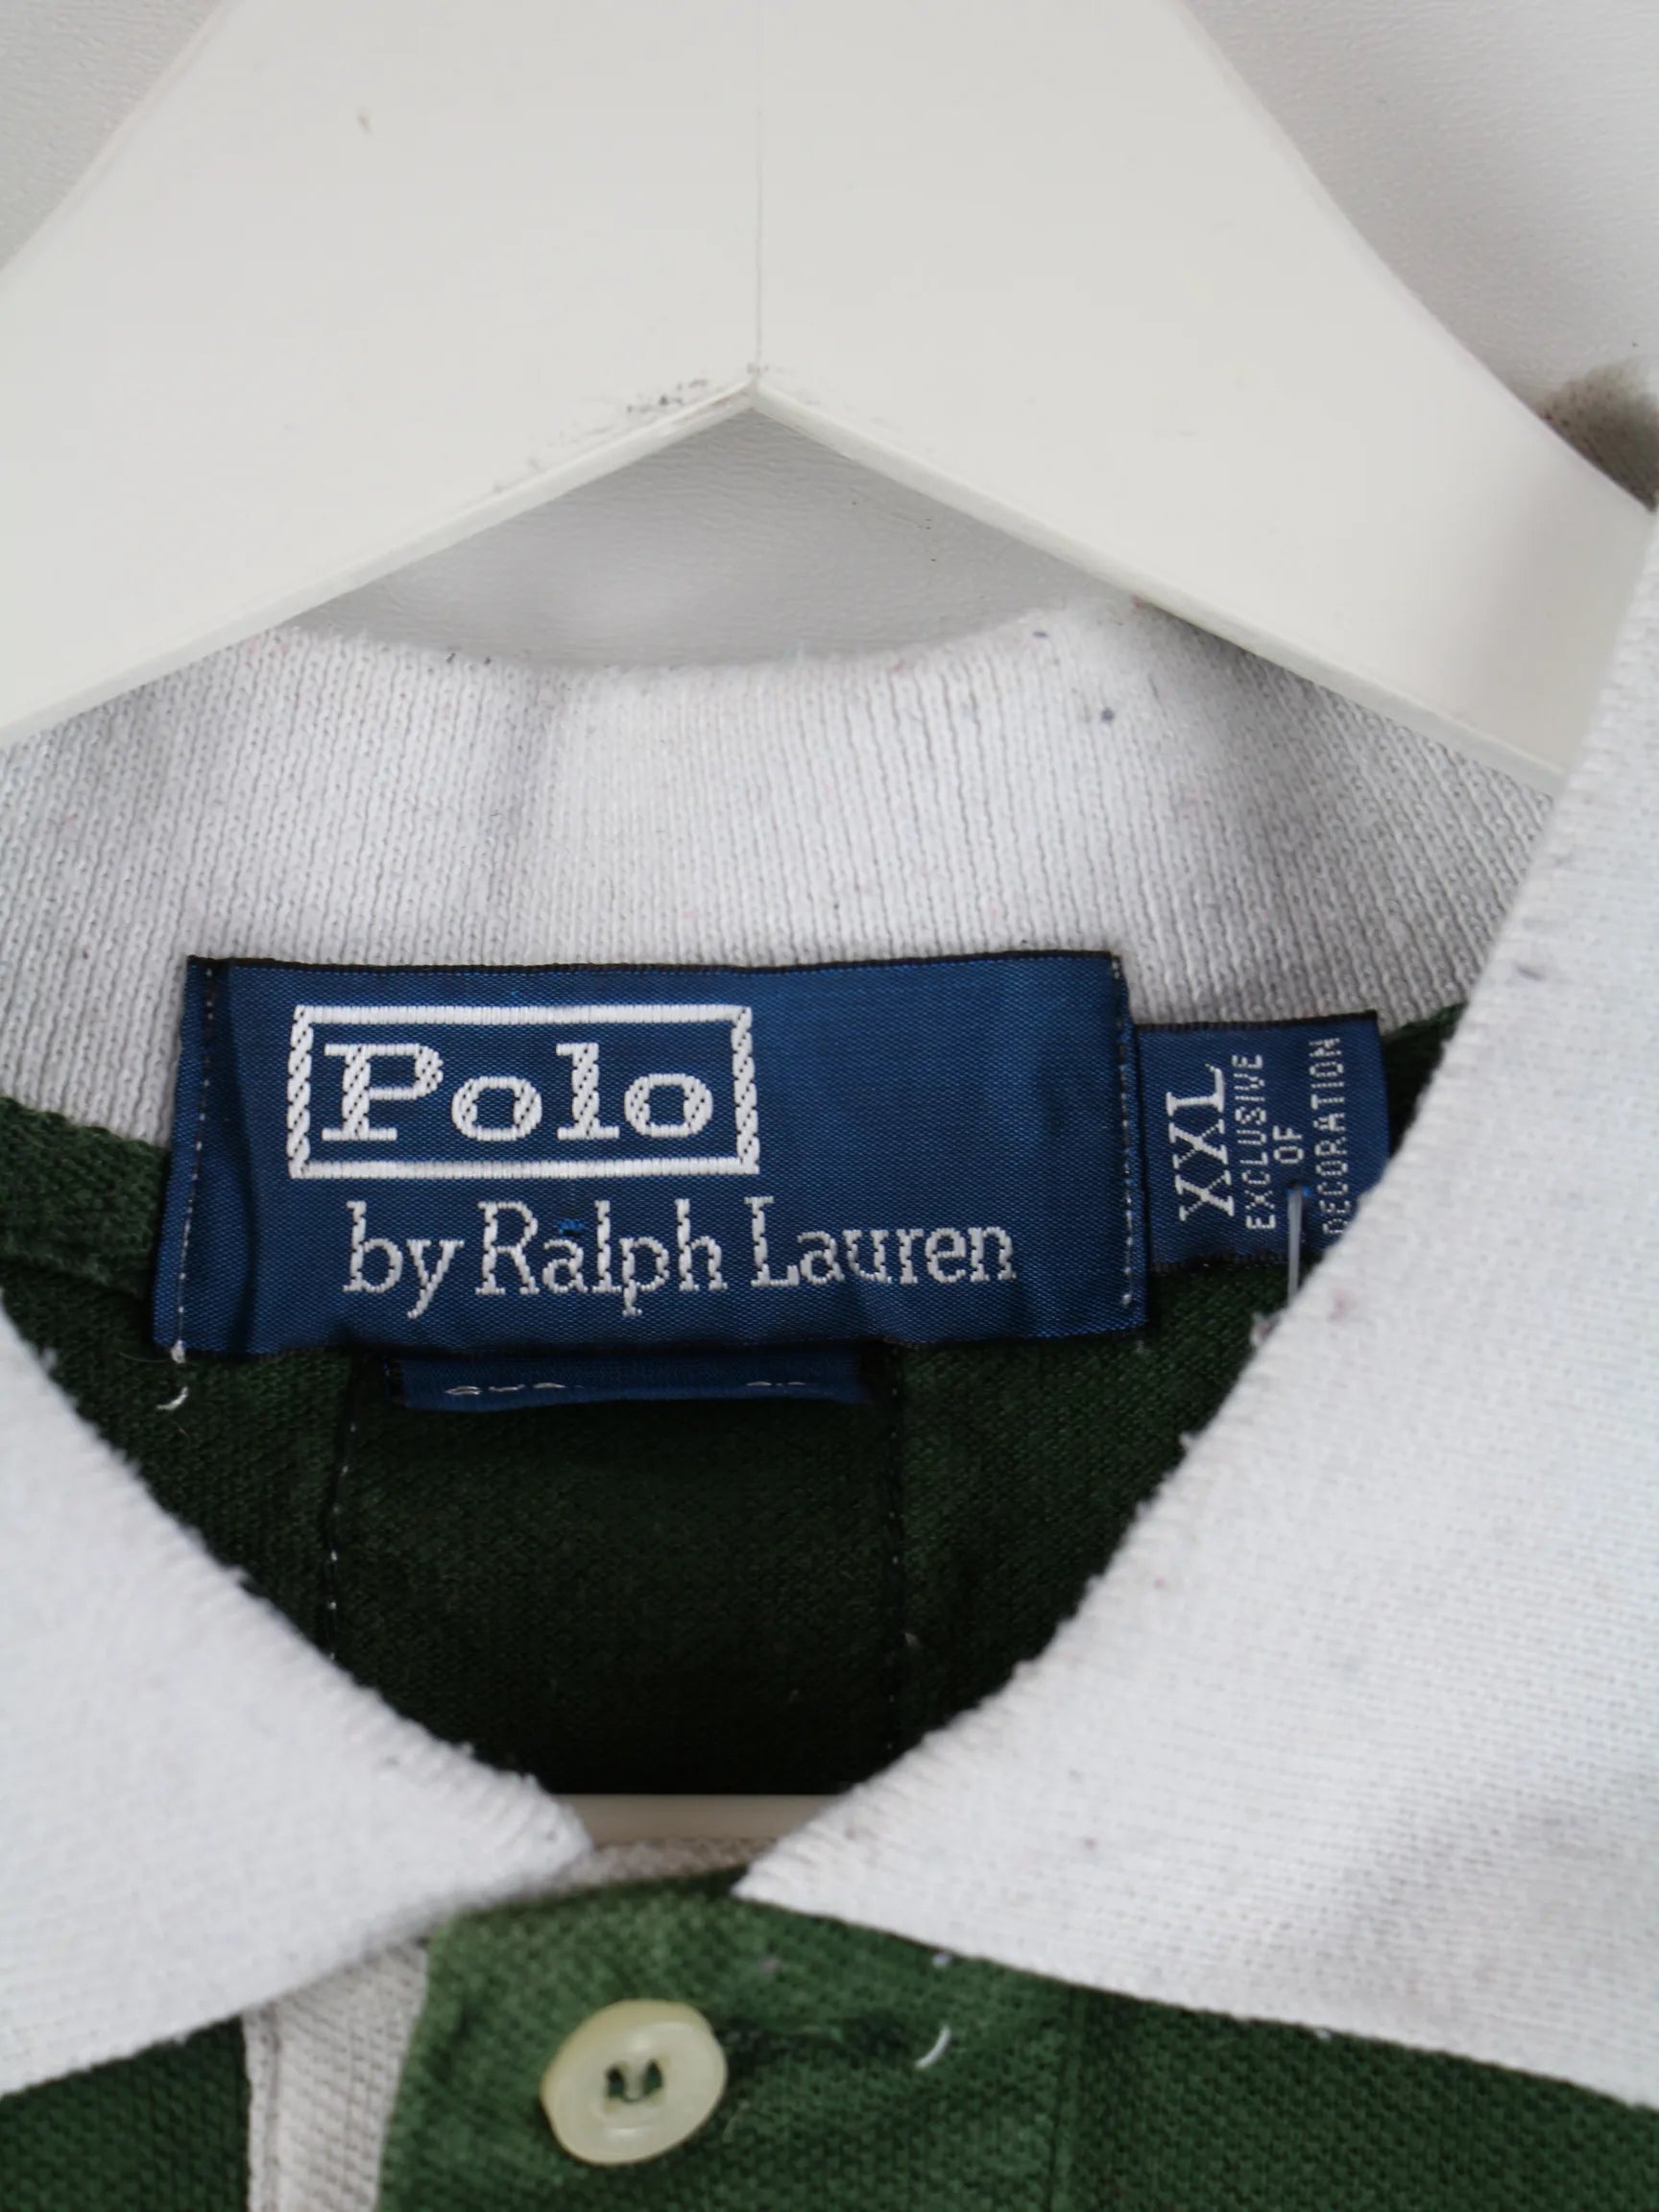 Polo
by Ralph Lauren
XXL
EXCLUSIVE
OF
DECORATION